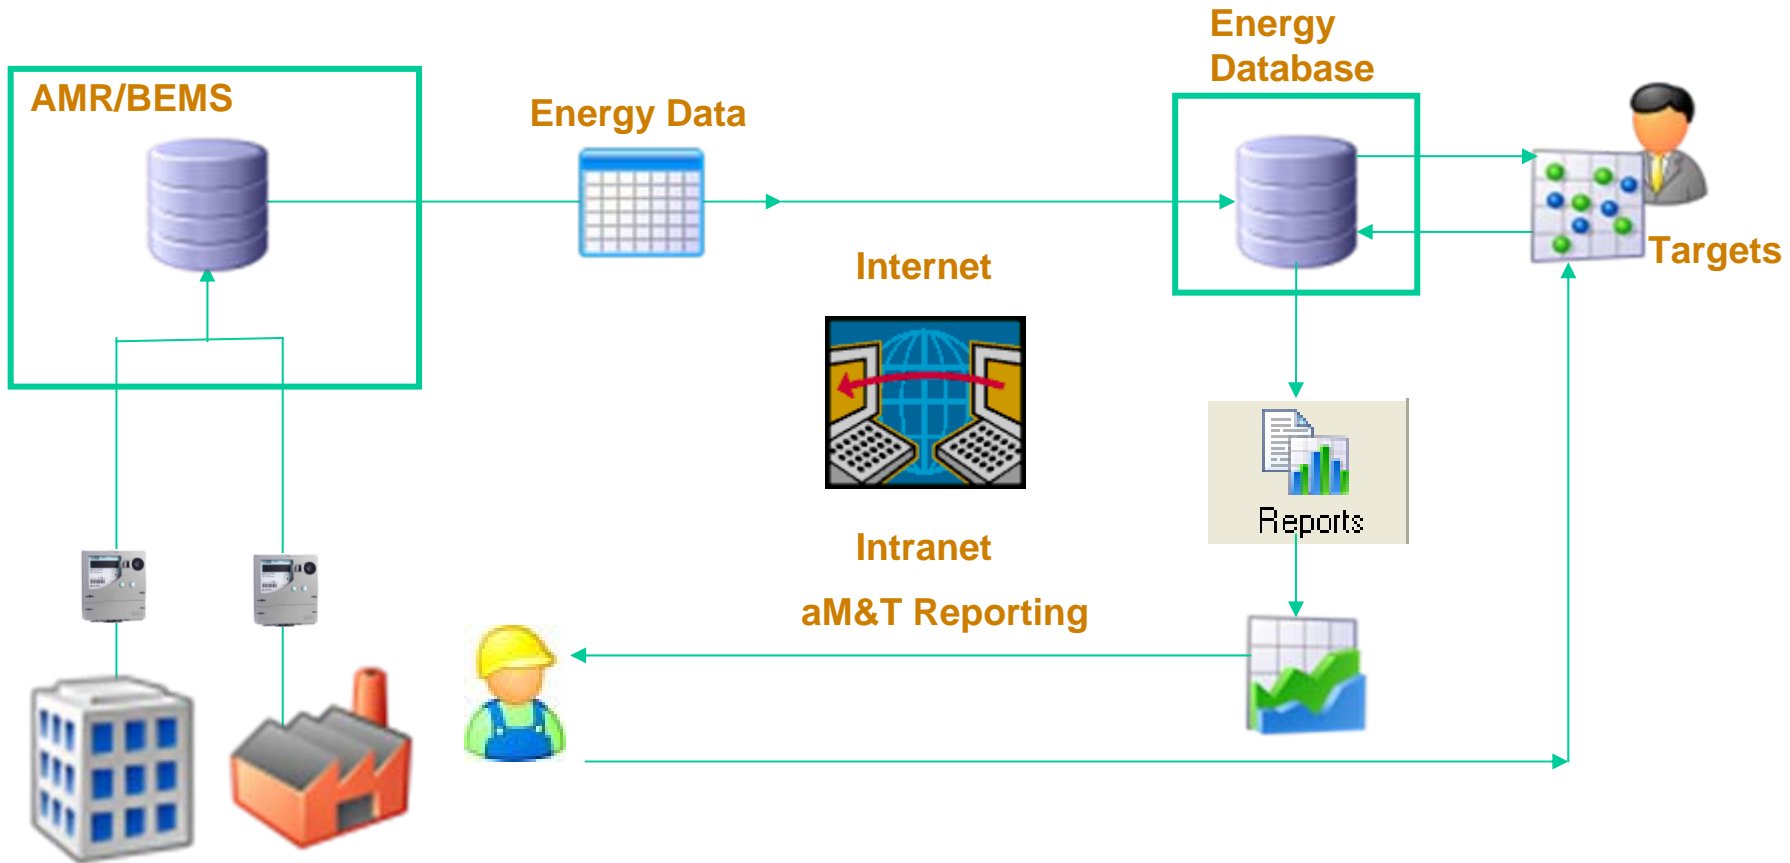 Energy
Database
AMR/BEMS
Energy Data
Targets
Internet
Reports
Intranet
aM&T Reporting